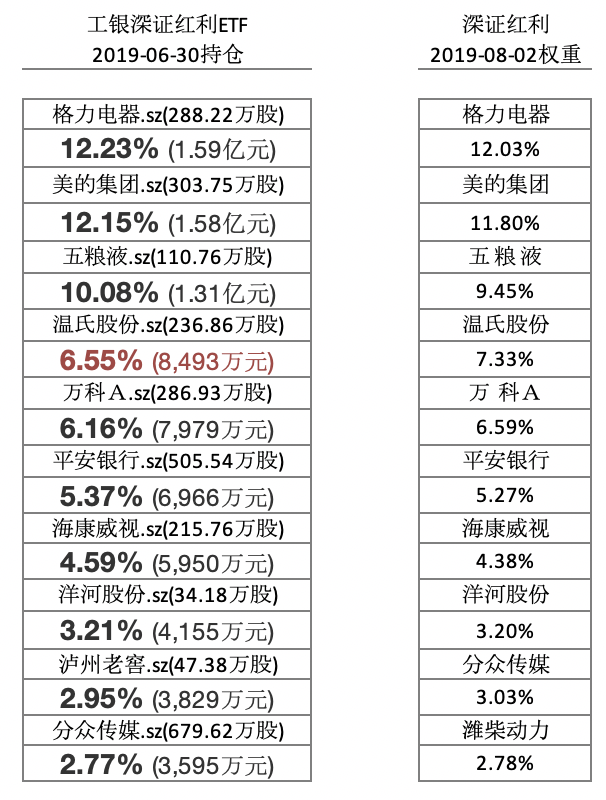 工银深证红利ETF
2019-06-30持仓
格力电器.sz(288.22万股)
12.23% (1.59亿元)
美的集团.sz(303.75万股)
12.15% (1.58亿元)
五粮液.sz(110.76万股)
10.08% (1.31亿元)
温氏股份.sz(236.86万股)
6.55% (8,493万元)
万科A.sz(286.93万股)
6.16% (7,979万元)
平安银行.sz(505.54万股)
5.37% (6,966万元)
海康威视.sz(215.76万股)
4.59% (5,950万元)
洋河股份.sz(34.18万股)
3.21% (4,155万元)
泸州老窖.sz(47.38万股)
2.95% (3,829万元)
分众传媒.sz(679.62万股)
2.77% (3,595万元)
深证红利
2019-08-02权重
格力电器
12.03%
美的集团
11.80%
五 粮 液
9.45%
温氏股份
7.33%
万 科A
6.59%
平安银行
5.27%
海康威视
4.38%
洋河股份
3.20%
分众传媒
3.03%
潍柴动力
2.78%